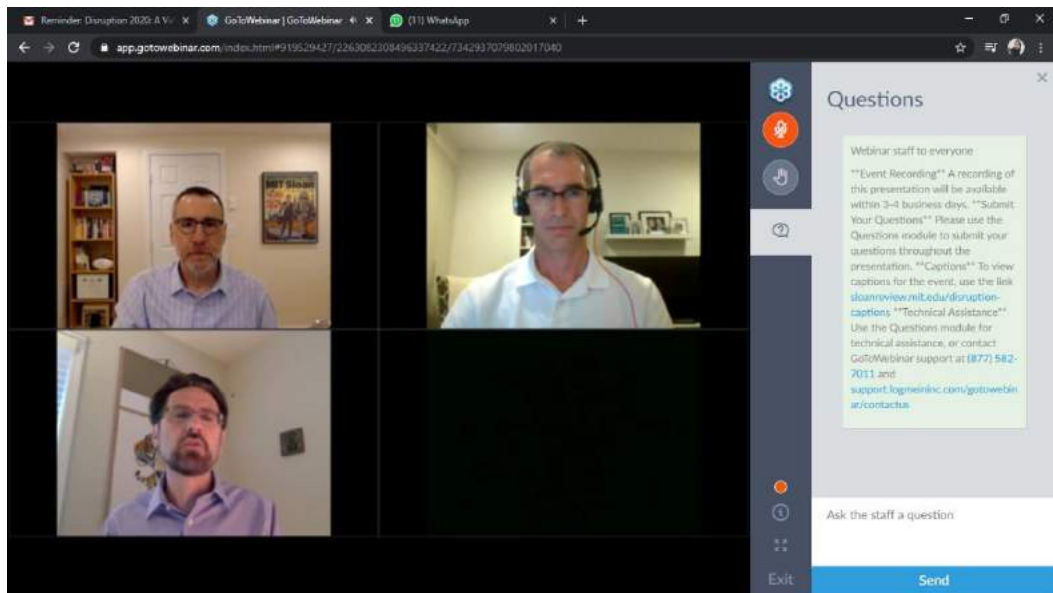 Reminder: Disruption 2020: A Vi
GoToWebinar | GoToWebinar
(11) WhatsApp
app.gotowebinar.com/index.html#919529427/2263082308496337422/7342937079802017040
MIT Sloan
Questions
Webinar staff to everyone
**Event Recording** A recording of
this presentation will be available
within 3-4 business days. **Submit
Your Questions** Please use the
Questions module to submit your
questions throughout the
presentation. **Captions** To view
captions for the event, use the link
sloanreview.mit.edu/disruption-
captions **Technical Assistance**
Use the Questions module for
technical assistance, or contact
GoToWebinar support at (877) 582-
7011 and
support.logmeininc.com/gotowebin
ar/contactus
Ask the staff a question
Exit
Send